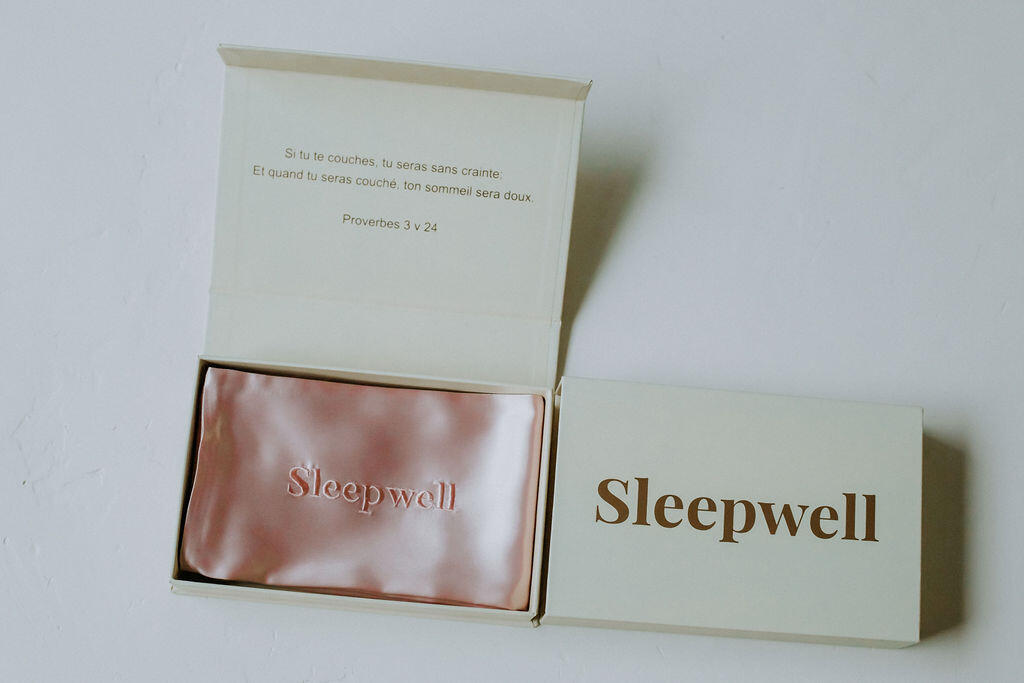 Si tu te couches, tu seras sans crainte;
Et quand tu seras couché, ton sommeil sera doux.
Proverbes 3 v 24
Sleepwell
Sleepwell